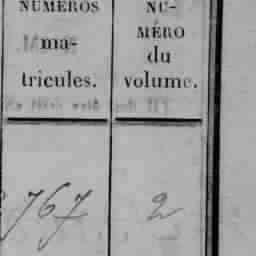 NUMÉROS
ma-
tricules.
NU-
MÉRO
du
volume.
767
2